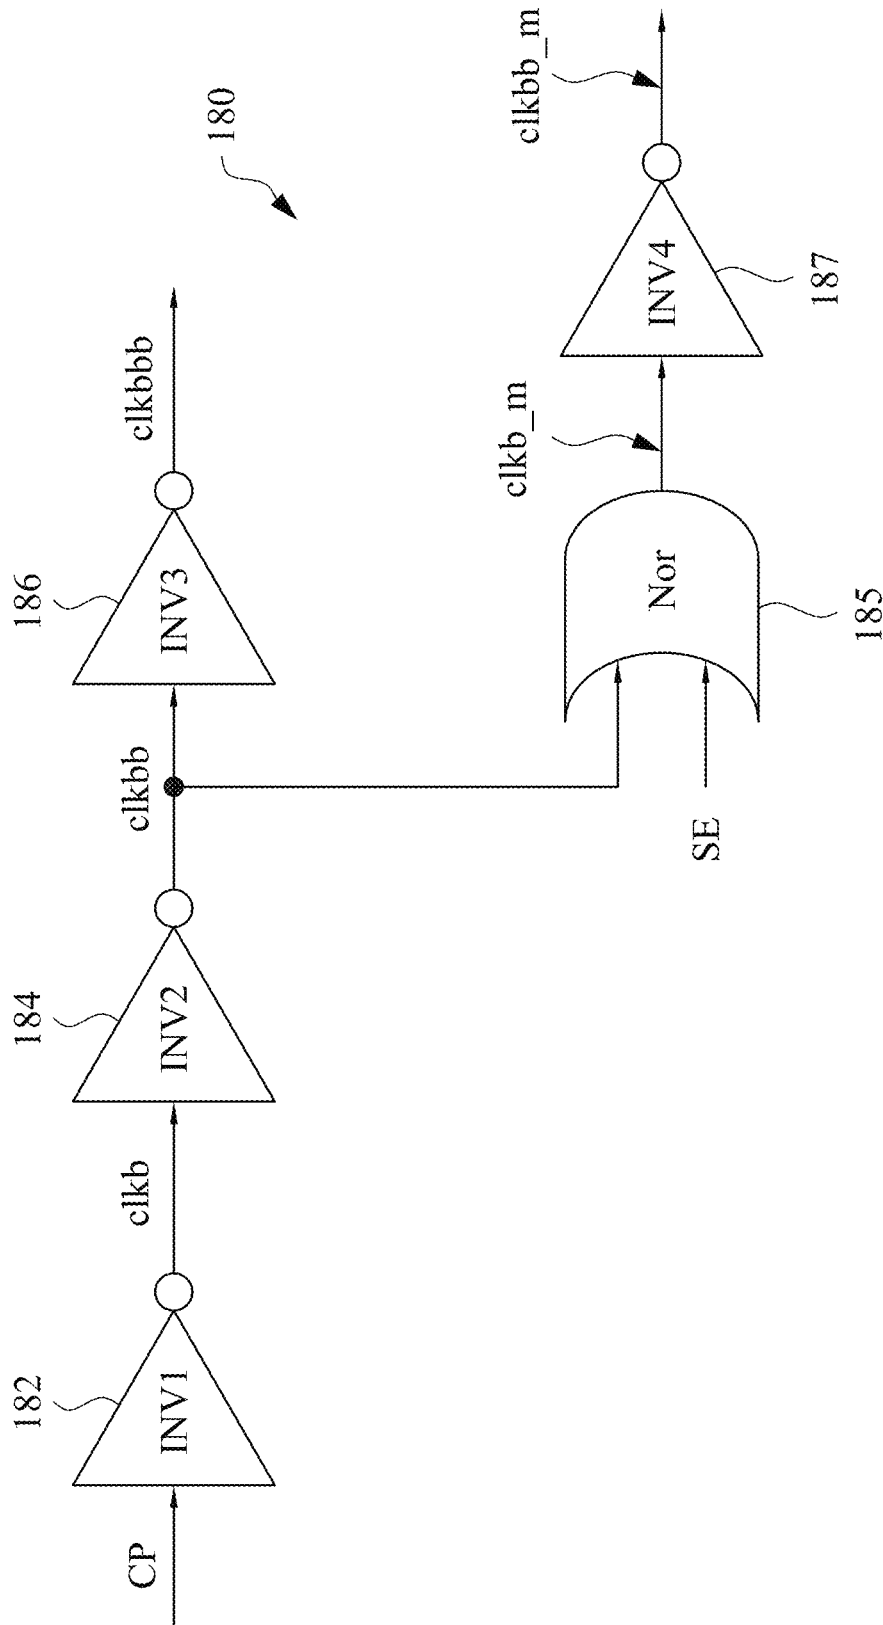 180
182
184
186
CP
INV1
clkb
INV2
clkbb
INV3
clkbbb
SE
Nor
185
clkb_m
INV4
187
clkbb_m